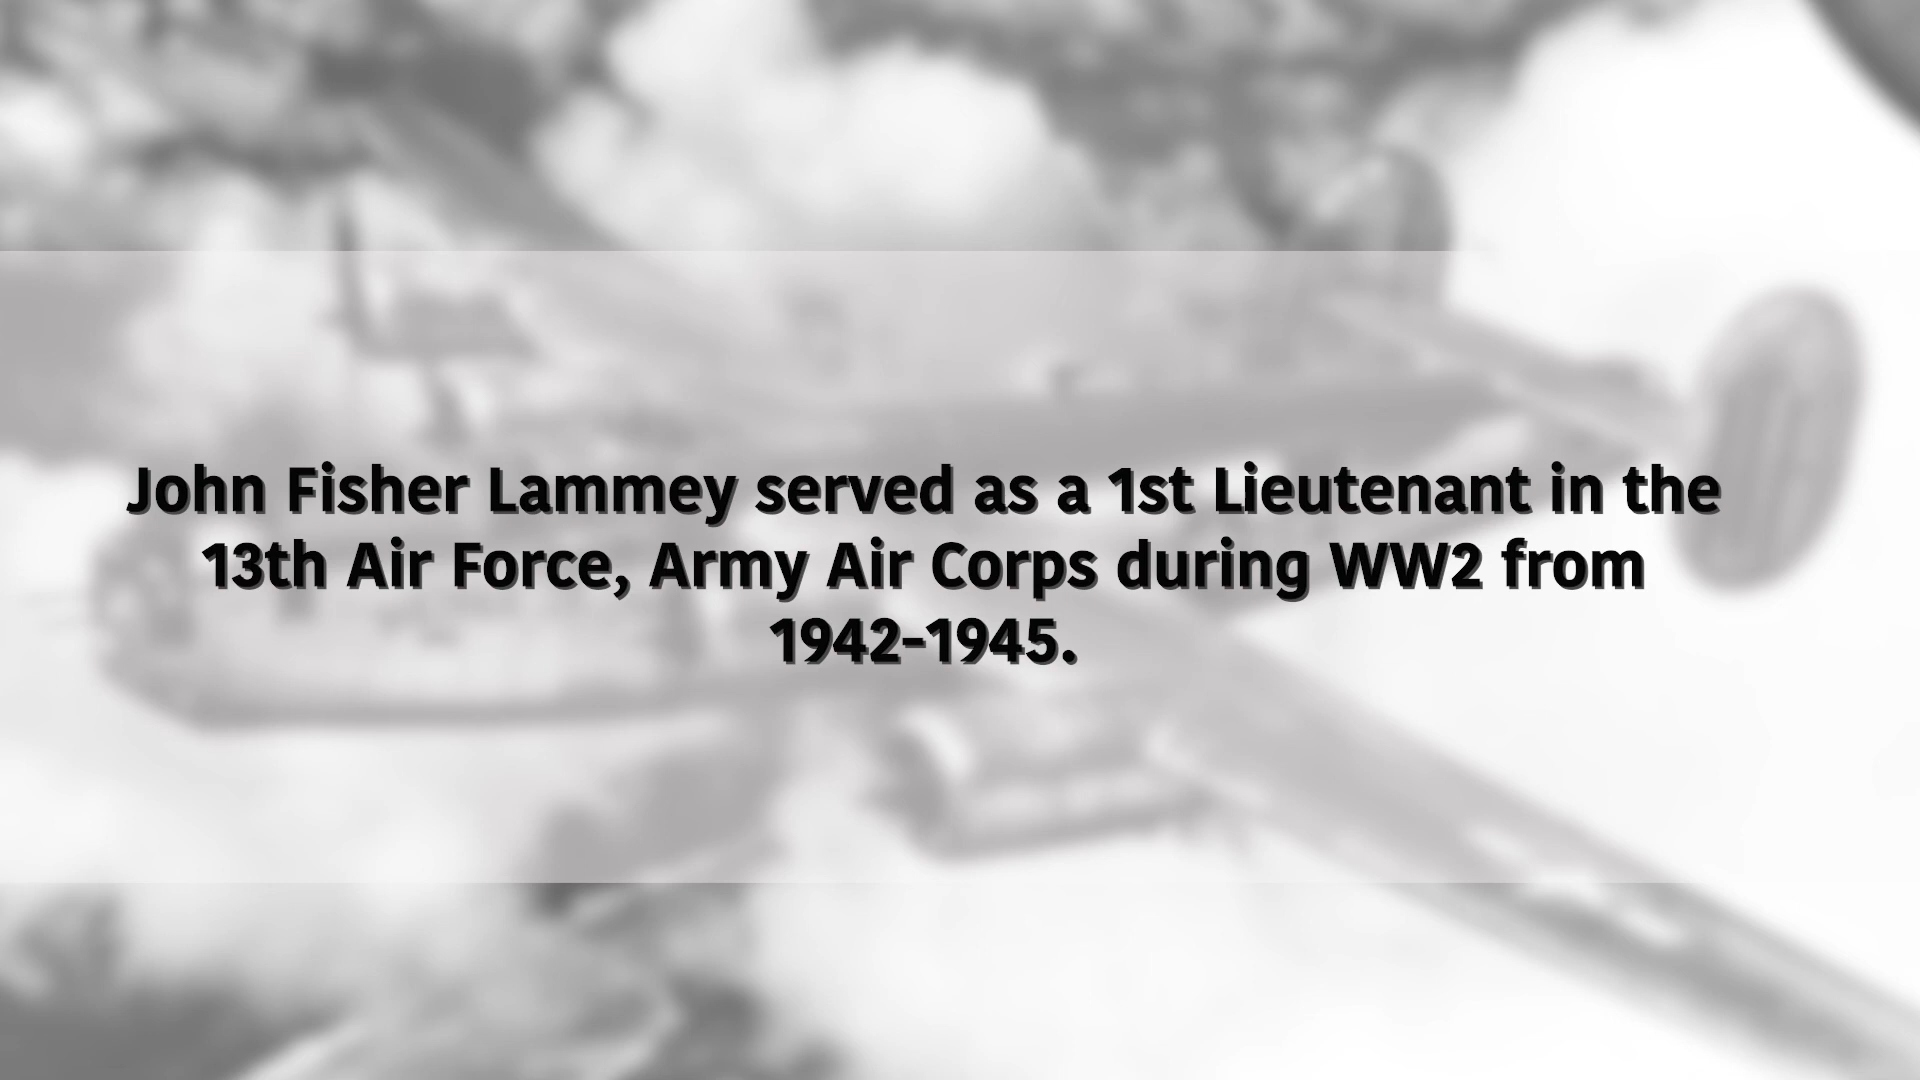 John Fisher Lammey served as a 1st Lieutenant in the
13th Air Force, Army Air Corps during WW2 from
1942-1945.